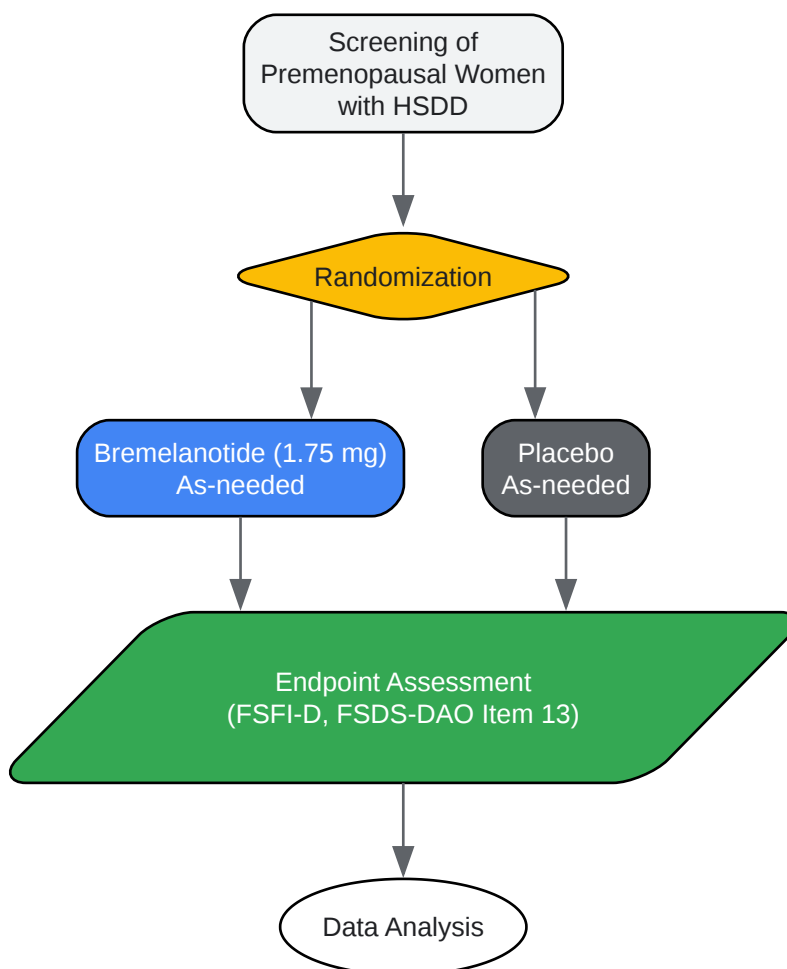 Screening of
Premenopausal Women
with HSDD
Randomization
Bremelanotide (1.75 mg)
As-needed
Placebo
As-needed
Endpoint Assessment
(FSFI-D, FSDS-DAO Item 13)
Data Analysis